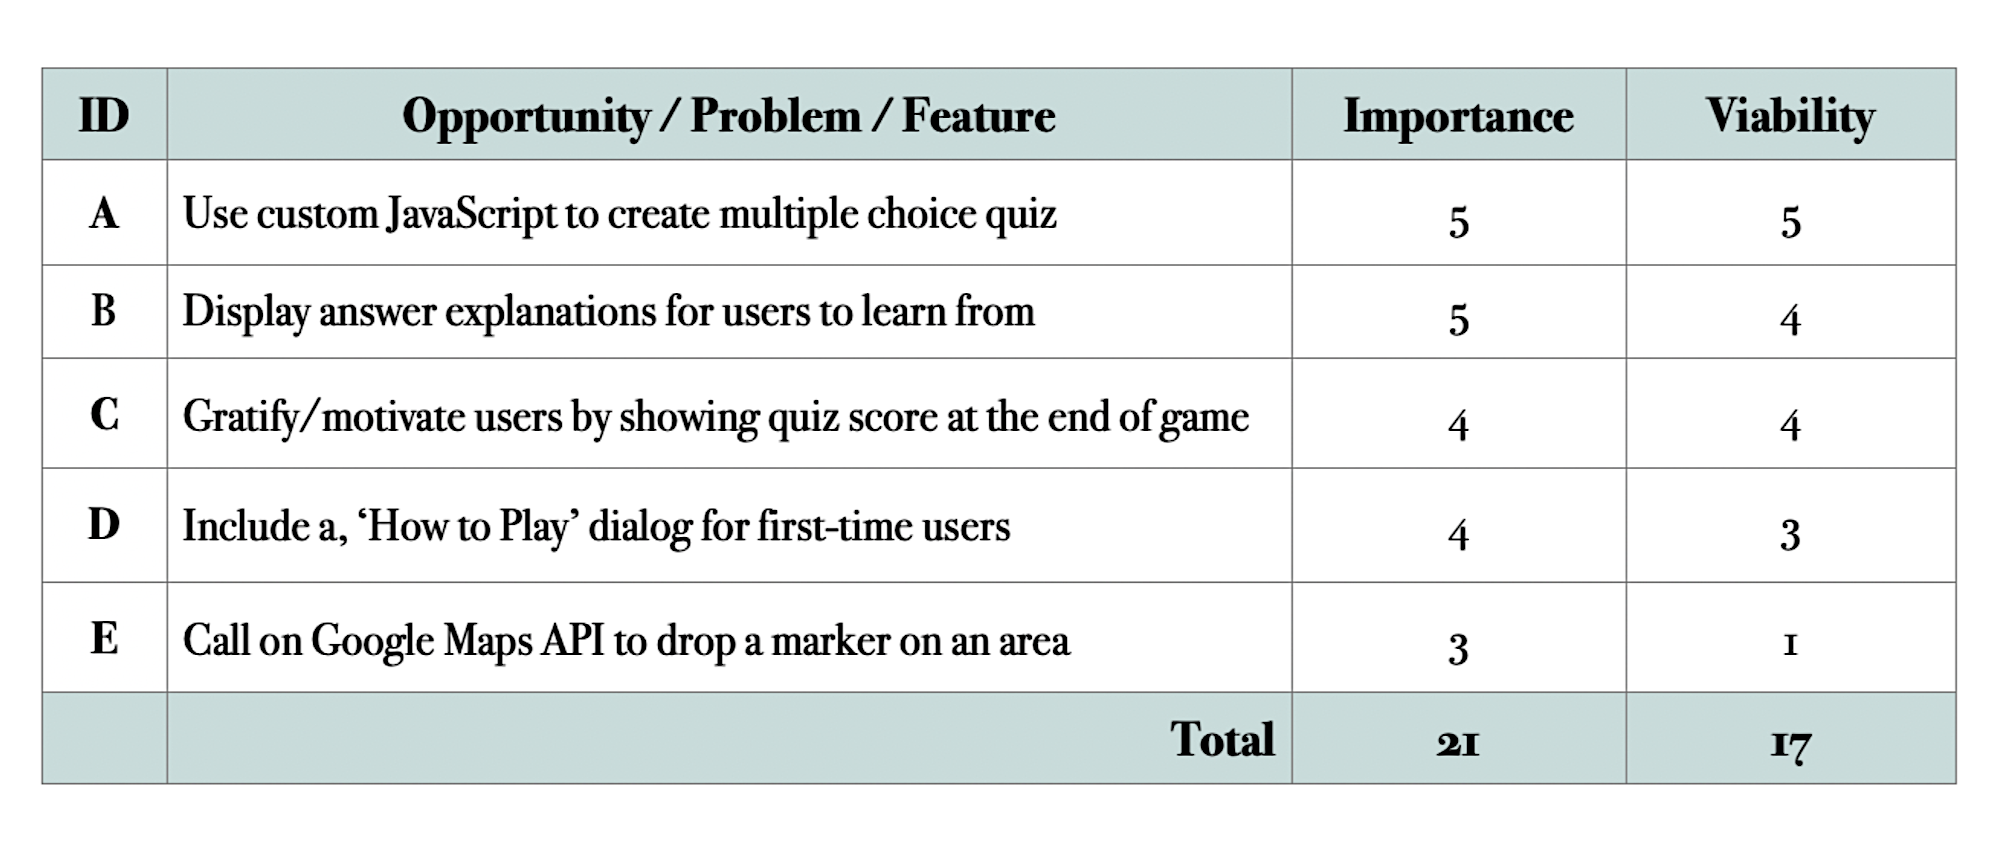 ID Opportunity / Problem / Feature Importance Viability
A Use custom JavaScript to create multiple choice quiz 5 5
B Display answer explanations for users to learn from 5 4
C Gratify/motivate users by showing quiz score at the end of game 4 4
D Include a, ‘How to Play’ dialog for first-time users 4 3
E Call on Google Maps API to drop a marker on an area 3 1
Total 21 17